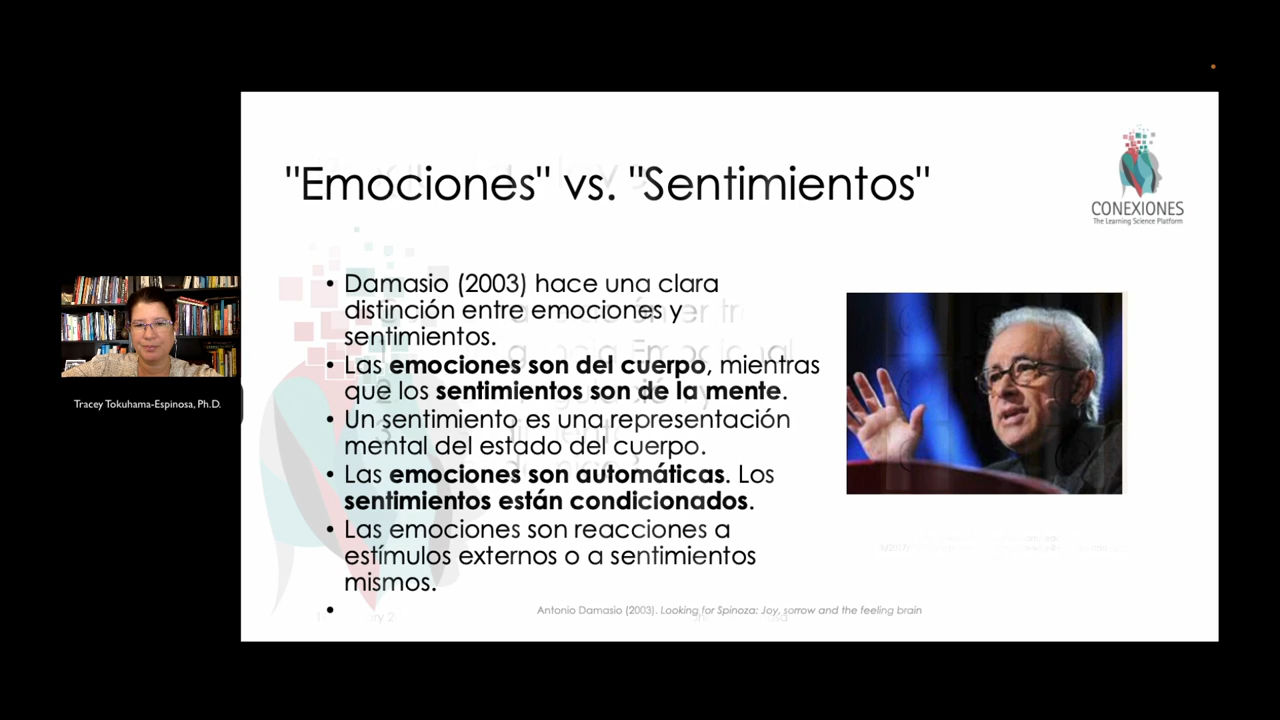 "Emociones" vs. "Sentimientos"
CONEXIONES
The Learning Science Platform
• Damasio (2003) hace una clara
distinción entre emociones y
sentimientos.
• Las emociones son del cuerpo, mientras
que los sentimientos son de la mente.
• Un sentimiento es una representación
mental del estado del cuerpo.
• Las emociones son automáticas. Los
sentimientos están condicionados.
• Las emociones son reacciones a
estímulos externos o a sentimientos
mismos.
•
Antonio Damasio (2003). Looking for Spinoza: Joy, sorrow and the feeling brain
Tracey Tokuhama-Espinosa, Ph.D.